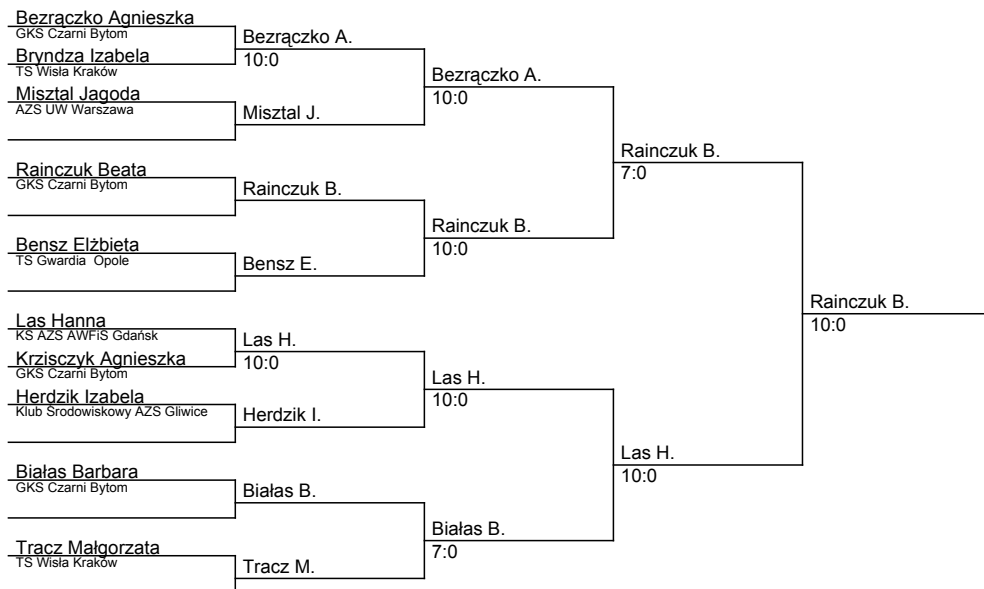 Bezrączko Agnieszka
GKS Czarni Bytom
Bezrączko A.
10:0
Bryndza Izabela
TS Wisła Kraków
Bezrączko A.
10:0
Misztal Jagoda
AZS UW Warszawa
Misztal J.
Rainczuk B.
7:0
Rainczuk Beata
GKS Czarni Bytom
Rainczuk B.
Rainczuk B.
10:0
Bensz Elżbieta
TS Gwardia Opole
Bensz E.
Rainczuk B.
10:0
Las Hanna
KS AZS AWFiS Gdańsk
Las H.
10:0
Krzisczyk Agnieszka
GKS Czarni Bytom
Las H.
10:0
Herdzik Izabela
Klub Środowiskowy AZS Gliwice
Herdzik I.
Las H.
10:0
Białas Barbara
GKS Czarni Bytom
Białas B.
Białas B.
7:0
Tracz Małgorzata
TS Wisła Kraków
Tracz M.